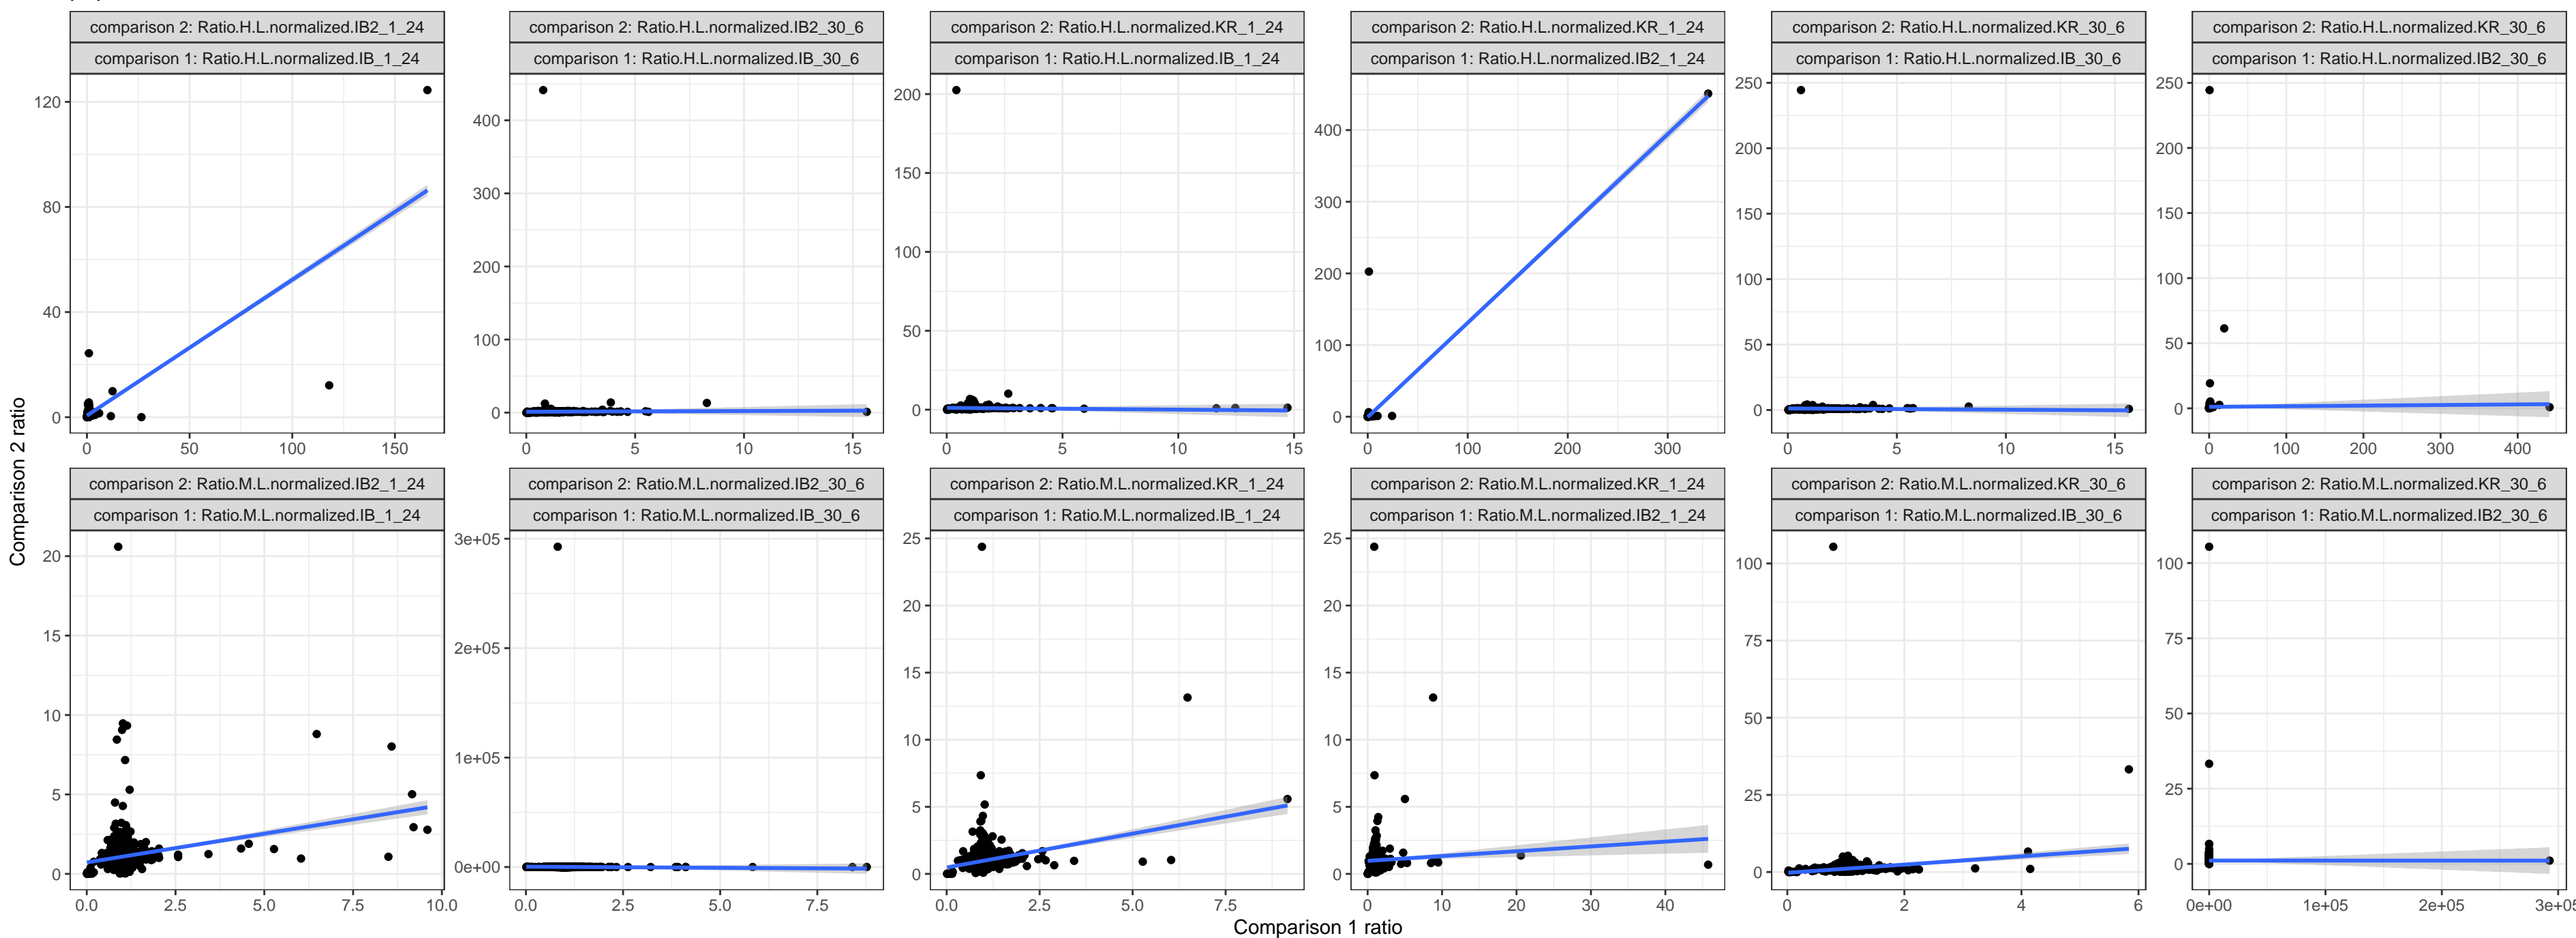 comparison 2: Ratio.H.L.normalized.IB2_1_24
comparison 1: Ratio.H.L.normalized.IB_1_24
120
80
40
0
0 50 100 150
comparison 2: Ratio.H.L.normalized.IB2_30_6
comparison 1: Ratio.H.L.normalized.IB_30_6
400
300
200
100
0
0 5 10 15
comparison 2: Ratio.H.L.normalized.KR_1_24
comparison 1: Ratio.H.L.normalized.IB_1_24
200
150
100
50
0
0 5 10 15
comparison 2: Ratio.H.L.normalized.KR_1_24
comparison 1: Ratio.H.L.normalized.IB2_1_24
400
300
200
100
0
0 100 200 300
comparison 2: Ratio.H.L.normalized.KR_30_6
comparison 1: Ratio.H.L.normalized.IB_30_6
250
200
150
100
50
0
0 5 10 15
comparison 2: Ratio.H.L.normalized.KR_30_6
comparison 1: Ratio.H.L.normalized.IB2_30_6
250
200
150
100
50
0
0 100 200 300 400
Comparison 2 ratio
comparison 2: Ratio.M.L.normalized.IB2_1_24
comparison 1: Ratio.M.L.normalized.IB_1_24
20
15
10
5
0
0.0 2.5 5.0 7.5 10.0
comparison 2: Ratio.M.L.normalized.IB2_30_6
comparison 1: Ratio.M.L.normalized.IB_30_6
3e+05
2e+05
1e+05
0e+00
0.0 2.5 5.0 7.5
comparison 2: Ratio.M.L.normalized.KR_1_24
comparison 1: Ratio.M.L.normalized.IB_1_24
25
20
15
10
5
0
0.0 2.5 5.0 7.5
comparison 2: Ratio.M.L.normalized.KR_1_24
comparison 1: Ratio.M.L.normalized.IB2_1_24
25
20
15
10
5
0
0 10 20 30 40
comparison 2: Ratio.M.L.normalized.KR_30_6
comparison 1: Ratio.M.L.normalized.IB_30_6
100
75
50
25
0
0 2 4 6
comparison 2: Ratio.M.L.normalized.KR_30_6
comparison 1: Ratio.M.L.normalized.IB2_30_6
100
75
50
25
0
0e+00 1e+05 2e+05 3e+05
Comparison 1 ratio